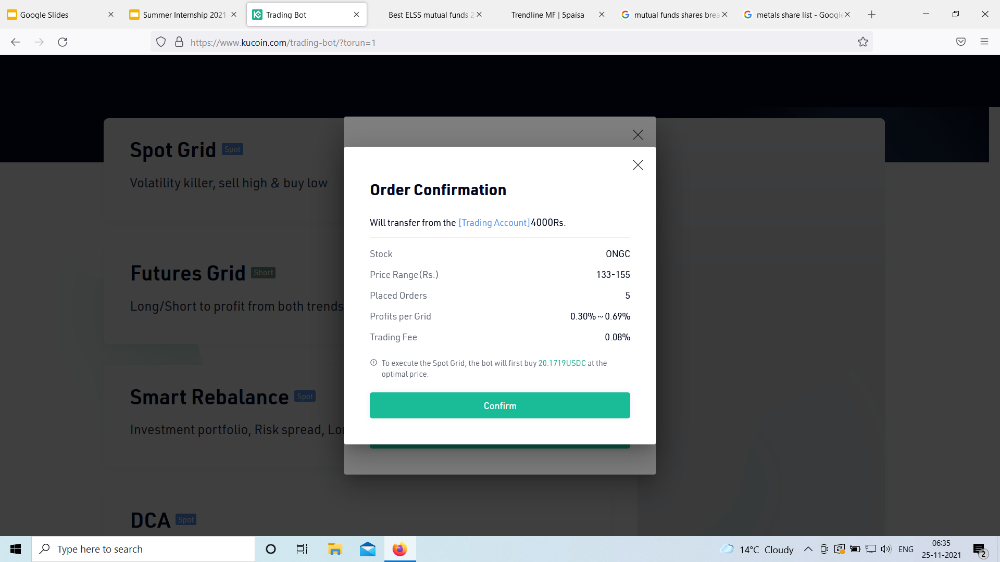 Google Slides
Summer Internship 2021
Trading Bot
Best ELSS mutual funds 2
Trendline MF | 5paisa
mutual funds shares brea
metals share list - Google
https://www.kucoin.com/trading-bot/?torun=1
Spot Grid Spot
Volatility killer, sell high & buy low
Futures Grid Short
Long/Short to profit from both trends
Smart Rebalance Spot
Investment portfolio, Risk spread, Lo
DCA Spot
Order Confirmation
Will transfer from the [Trading Account]4000Rs.
Stock ONGC
Price Range(Rs.) 133-155
Placed Orders 5
Profits per Grid 0.30%~0.69%
Trading Fee 0.08%
To execute the Spot Grid, the bot will first buy 20.1719USDC at the
optimal price.
Confirm
Type here to search
14°C Cloudy
ENG
06:35
25-11-2021
2